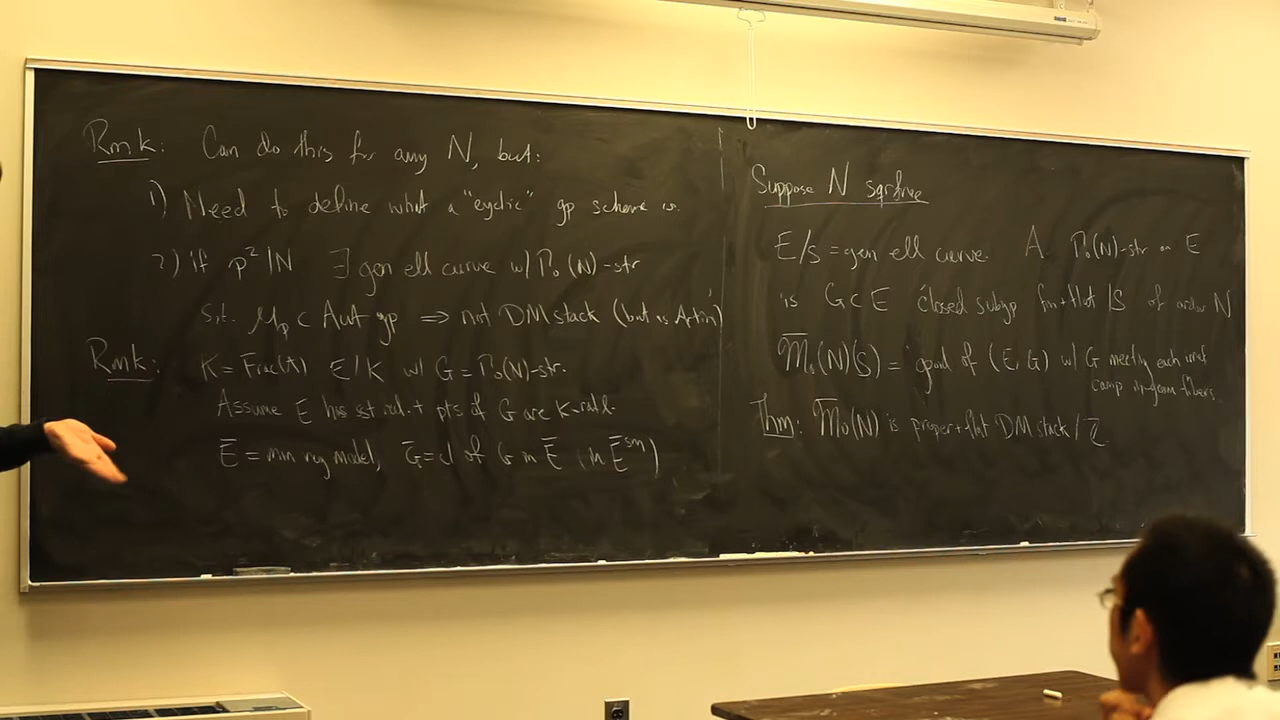 Rmk: Can do this for any N, but:
1) Need to define what a "cyclic" gp scheme is.
2) if p²|N ∃ gen ell curve w/ Γ₀(N)-str
s.t. μₚ ⊂ Aut gp ⇒ not DM stack (but is Artin)
Rmk: K = Frac(A) E/K w/ G = Γ₀(N)-str.
Assume E has sst red. + pts of G are K-ratl.
Ē = min reg model, Ḡ = cl of G in Ē (in Ē^sm)
Suppose N sqrfree
E/S = gen ell curve. A Γ₀(N)-str on E
is G ⊂ E closed subgp fin + flat /S of order N
M̄₀(N)(S) = gpoid of (E, G) w/ G meeting each irred
comp in geom fibers.
Thm: M̄₀(N) is proper + flat DM stack / ℤ.